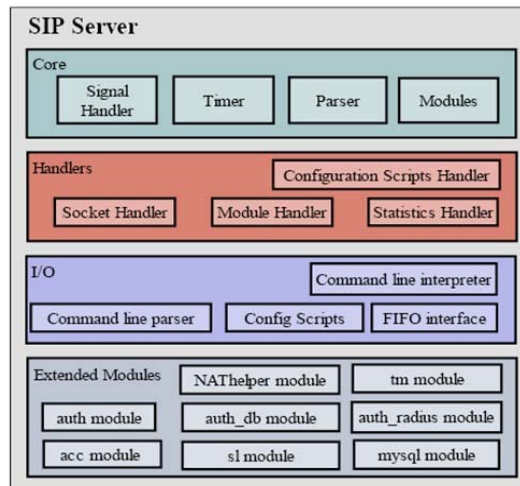 SIP Server
Core
Signal
Handler
Timer
Parser
Modules
Handlers
Configuration Scripts Handler
Socket Handler
Module Handler
Statistics Handler
I/O
Command line interpreter
Command line parser
Config Scripts
FIFO interface
Extended Modules
NAThelper module
tm module
auth module
auth_db module
auth_radius module
acc module
sl module
mysql module